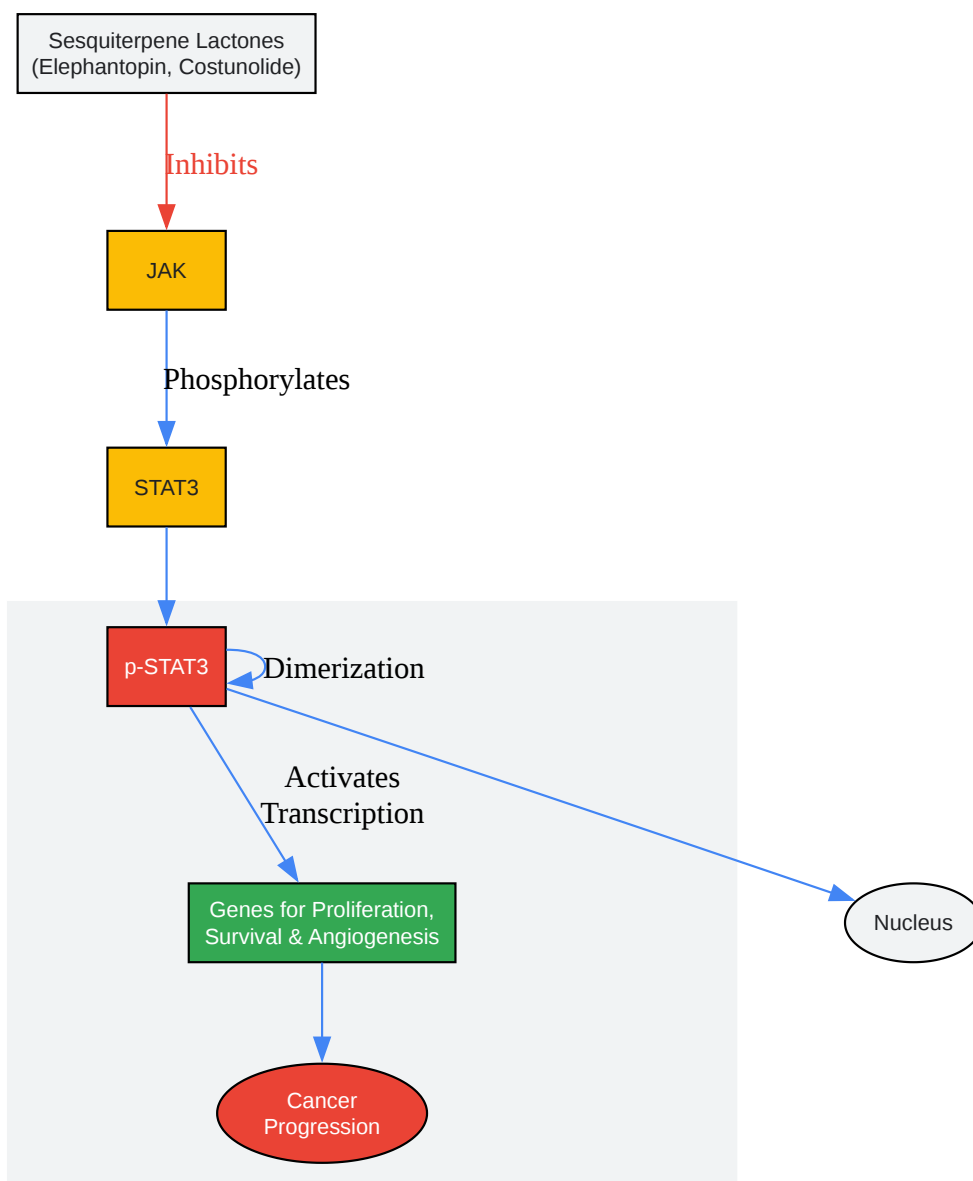 Sesquiterpene Lactones
(Elephantopin, Costunolide)
Inhibits
JAK
Phosphorylates
STAT3
p-STAT3
Dimerization
Activates
Transcription
Genes for Proliferation,
Survival & Angiogenesis
Nucleus
Cancer
Progression